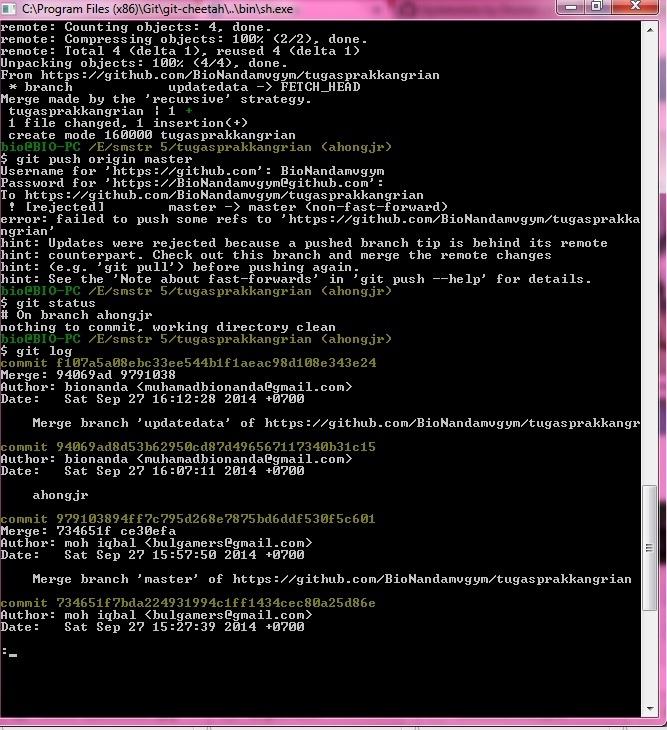 C:\Program Files (x86)\Git\git-cheetah\..\bin\sh.exe
remote: Counting objects: 4, done.
remote: Compressing objects: 100% (2/2), done.
remote: Total 4 (delta 1), reused 4 (delta 1)
Unpacking objects: 100% (4/4), done.
From https://github.com/BioNandamvgym/tugasprakkangrian
 * branch            updatedata -> FETCH_HEAD
Merge made by the 'recursive' strategy.
 tugasprakkangrian | 1 +
 1 file changed, 1 insertion(+)
 create mode 160000 tugasprakkangrian
bio@BIO-PC /E/smstr 5/tugasprakkangrian (ahongjr)
$ git push origin master
Username for 'https://github.com': BioNandamvgym
Password for 'https://BioNandamvgym@github.com':
To https://github.com/BioNandamvgym/tugasprakkangrian
 ! [rejected]        master -> master (non-fast-forward)
error: failed to push some refs to 'https://github.com/BioNandamvgym/tugasprakka
ngrian'
hint: Updates were rejected because a pushed branch tip is behind its remote
hint: counterpart. Check out this branch and merge the remote changes
hint: (e.g. 'git pull') before pushing again.
hint: See the 'Note about fast-forwards' in 'git push --help' for details.
bio@BIO-PC /E/smstr 5/tugasprakkangrian (ahongjr)
$ git status
# On branch ahongjr
nothing to commit, working directory clean
bio@BIO-PC /E/smstr 5/tugasprakkangrian (ahongjr)
$ git log
commit f107a5a08ebc33ee544b1f1aeac98d108e343e24
Merge: 94069ad 9791038
Author: bionanda <muhamadbionanda@gmail.com>
Date:   Sat Sep 27 16:12:28 2014 +0700
    Merge branch 'updatedata' of https://github.com/BioNandamvgym/tugasprakkangr
commit 94069ad8d53b62950cd87d496567117340b31c15
Author: bionanda <muhamadbionanda@gmail.com>
Date:   Sat Sep 27 16:07:11 2014 +0700
    ahongjr
commit 979103894ff7c795d268e7875bd6ddf530f5c601
Merge: 734651f ce30efa
Author: moh iqbal <bulgamers@gmail.com>
Date:   Sat Sep 27 15:57:50 2014 +0700
    Merge branch 'master' of https://github.com/BioNandamvgym/tugasprakkangrian
commit 734651f7bda224931994c1ff1434cec80a25d86e
Author: moh iqbal <bulgamers@gmail.com>
Date:   Sat Sep 27 15:27:39 2014 +0700
:_